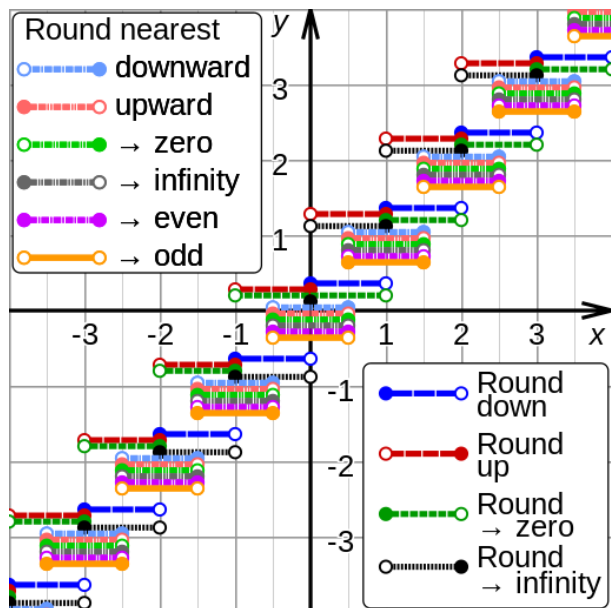 Round nearest
downward
upward
→ zero
→ infinity
→ even
→ odd
y
3
2
1
-3 -2 -1 1 2 3 x
-1
-2
-3
Round
down
Round
up
Round
→ zero
Round
→ infinity